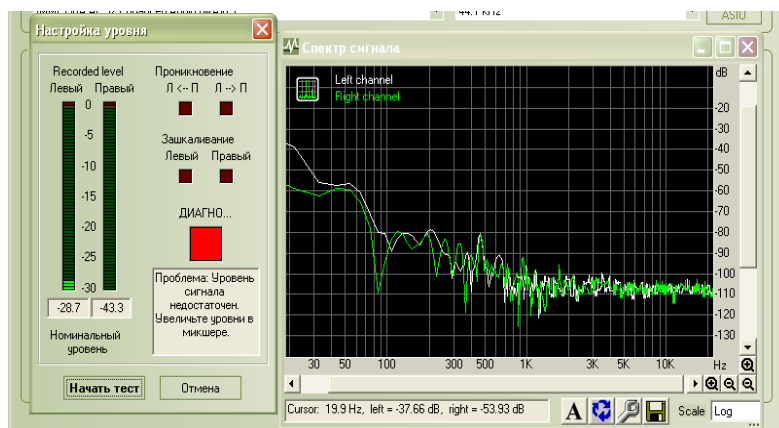 44.1 kHz
ASIO
Настройка уровня
Recorded level
Левый Правый
0
-5
-10
-15
-20
-25
-30
-28.7 -43.3
Номинальный
уровень
Проникновение
Л <-- П Л --> П
Зашкаливание
Левый Правый
ДИАГНО...
Проблема: Уровень
сигнала
недостаточен.
Увеличьте уровни в
микшере.
Начать тест Отмена
Спектр сигнала
Left channel
Right channel
dB
-20
-30
-40
-50
-60
-70
-80
-90
-100
-110
-120
-130
30 50 100 300 500 1K 3K 5K 10K Hz
Cursor: 19.9 Hz, left = -37.66 dB, right = -53.93 dB
A
Scale Log